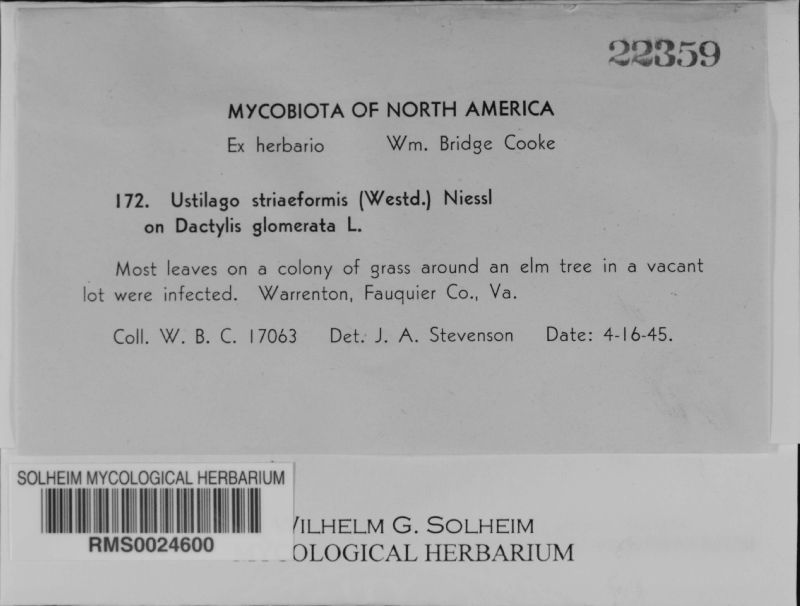 22359
MYCOBIOTA OF NORTH AMERICA
Ex herbario Wm. Bridge Cooke
172. Ustilago striaeformis (Westd.) Niessl
on Dactylis glomerata L.
Most leaves on a colony of grass around an elm tree in a vacant
lot were infected. Warrenton, Fauquier Co., Va.
Coll. W. B. C. 17063 Det. J. A. Stevenson Date: 4-16-45.
SOLHEIM MYCOLOGICAL HERBARIUM
RMS0024600
ILHELM G. SOLHEIM
OLOGICAL HERBARIUM